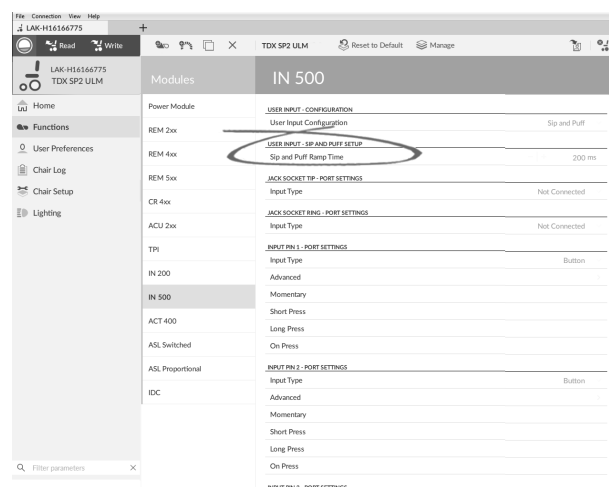 File Connection View Help
LAK-H16166775 +
Read Write TDX SP2 ULM Reset to Default Manage
LAK-H16166775
TDX SP2 ULM
Modules
IN 500
Home
Functions
User Preferences
Chair Log
Chair Setup
Lighting
Filter parameters
Power Module
REM 2xx
REM 4xx
REM 5xx
CR 4xx
ACU 2xx
TPI
IN 200
IN 500
ACT 400
ASL Switched
ASL Proportional
IDC
USER INPUT - CONFIGURATION
User Input Configuration Sip and Puff
USER INPUT - SIP AND PUFF SETUP
Sip and Puff Ramp Time 200 ms
JACK SOCKET TIP - PORT SETTINGS
Input Type Not Connected
JACK SOCKET RING - PORT SETTINGS
Input Type Not Connected
INPUT PIN 1 - PORT SETTINGS
Input Type Button
Advanced
Momentary
Short Press
Long Press
On Press
INPUT PIN 2 - PORT SETTINGS
Input Type Button
Advanced
Momentary
Short Press
Long Press
On Press